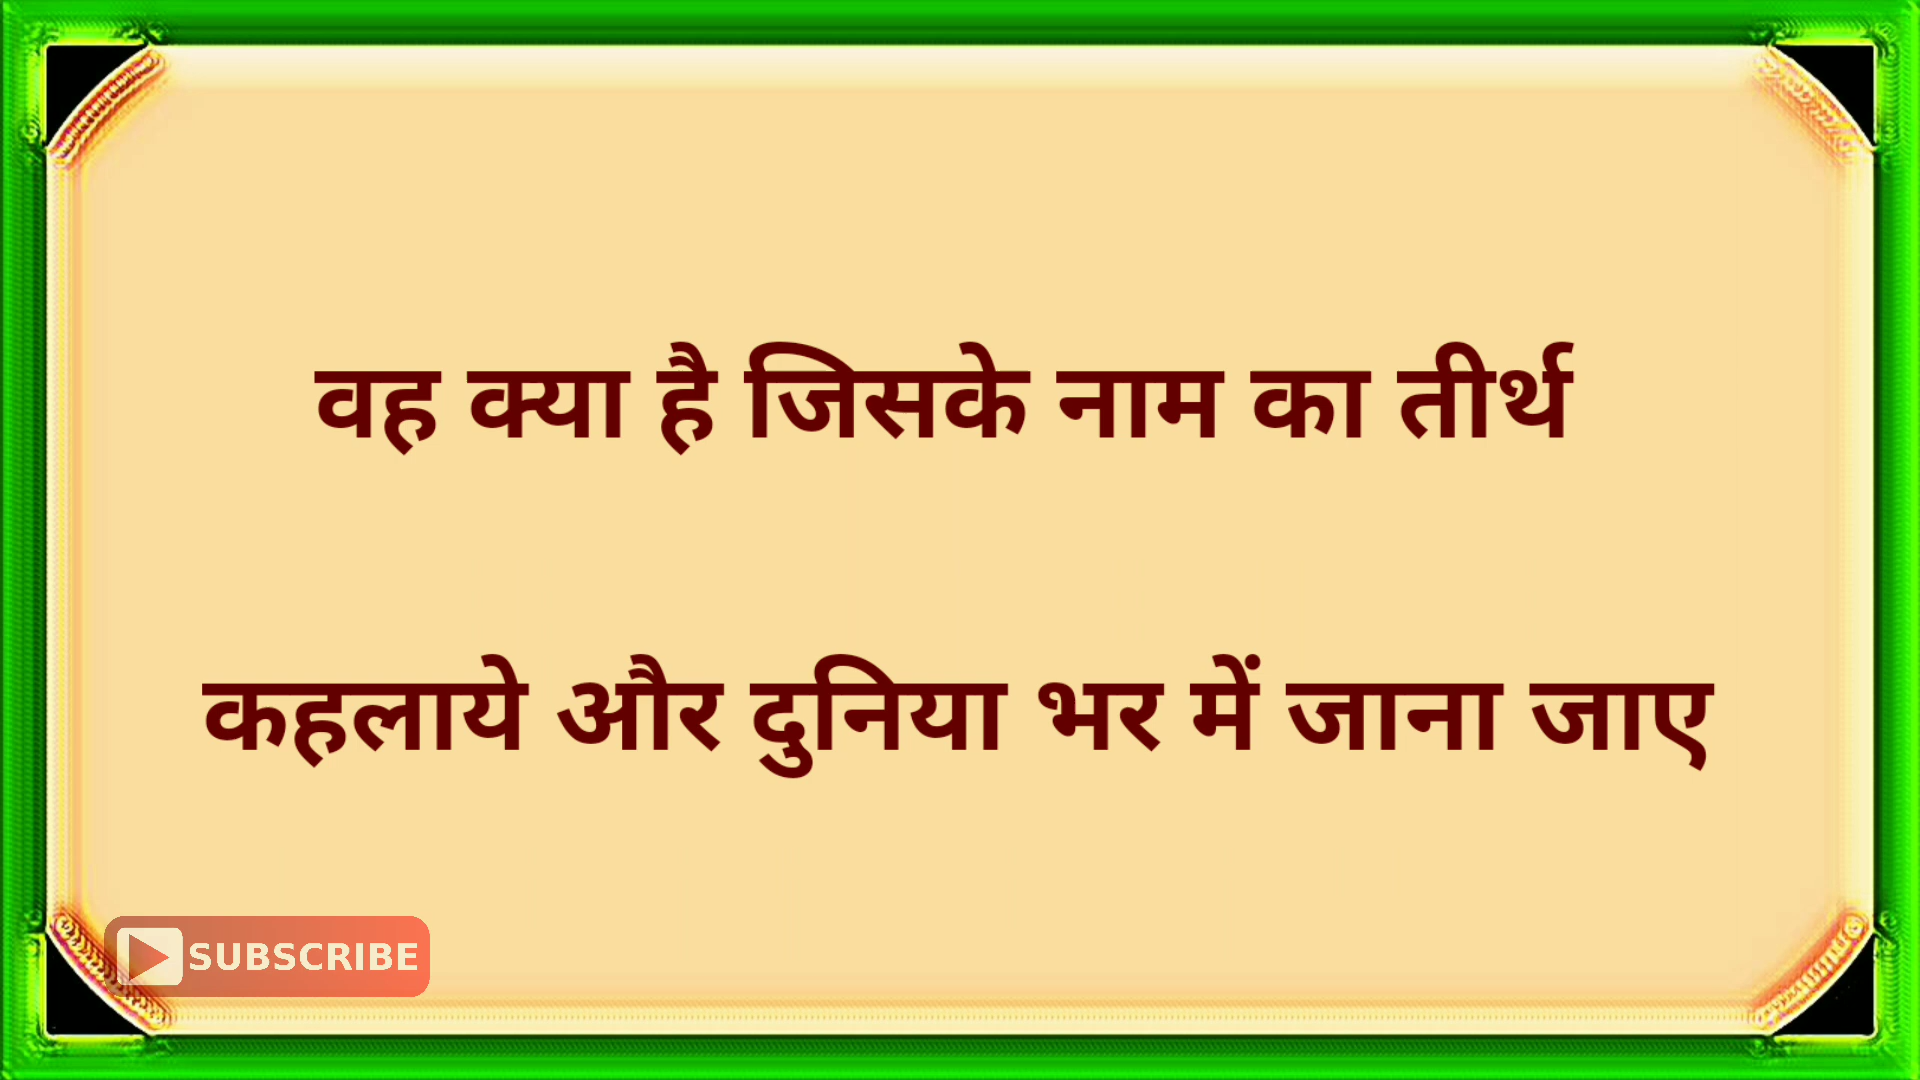 वह क्या है जिसके नाम का तीर्थ
कहलाये और दुनिया भर में जाना जाए
SUBSCRIBE